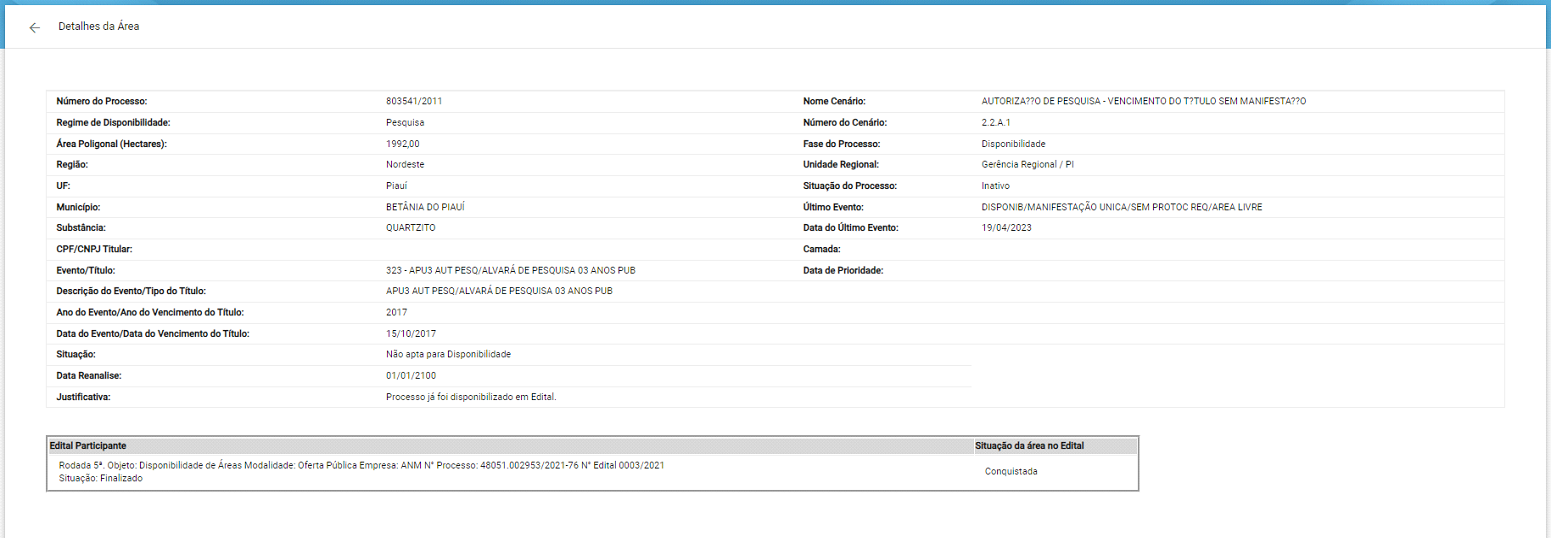 Detalhes da Área
Número do Processo: 803541/2011 Nome Cenário: AUTORIZA??O DE PESQUISA - VENCIMENTO DO T?TULO SEM MANIFESTA??O
Regime de Disponibilidade: Pesquisa Número do Cenário: 2.2.A.1
Área Poligonal (Hectares): 1992,00 Fase do Processo: Disponibilidade
Região: Nordeste Unidade Regional: Gerência Regional / PI
UF: Piauí Situação do Processo: Inativo
Município: BETÂNIA DO PIAUÍ Último Evento: DISPONIB/MANIFESTAÇÃO UNICA/SEM PROTOC REQ/AREA LIVRE
Substância: QUARTZITO Data do Último Evento: 19/04/2023
CPF/CNPJ Titular: Camada:
Evento/Título: 323 - APU3 AUT PESQ/ALVARÁ DE PESQUISA 03 ANOS PUB Data de Prioridade:
Descrição do Evento/Tipo do Título: APU3 AUT PESQ/ALVARÁ DE PESQUISA 03 ANOS PUB
Ano do Evento/Ano do Vencimento do Título: 2017
Data do Evento/Data do Vencimento do Título: 15/10/2017
Situação: Não apta para Disponibilidade
Data Reanalise: 01/01/2100
Justificativa: Processo já foi disponibilizado em Edital.
Edital Participante Situação da área no Edital
Rodada 5ª. Objeto: Disponibilidade de Áreas Modalidade: Oferta Pública Empresa: ANM N° Processo: 48051.002953/2021-76 N° Edital 0003/2021
Situação: Finalizado Conquistada